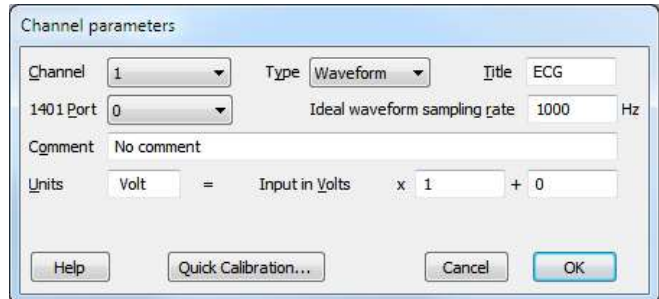 Channel parameters
Channel 1 Type Waveform Title ECG
1401 Port 0 Ideal waveform sampling rate 1000 Hz
Comment No comment
Units Volt = Input in Volts x 1 + 0
Help Quick Calibration... Cancel OK